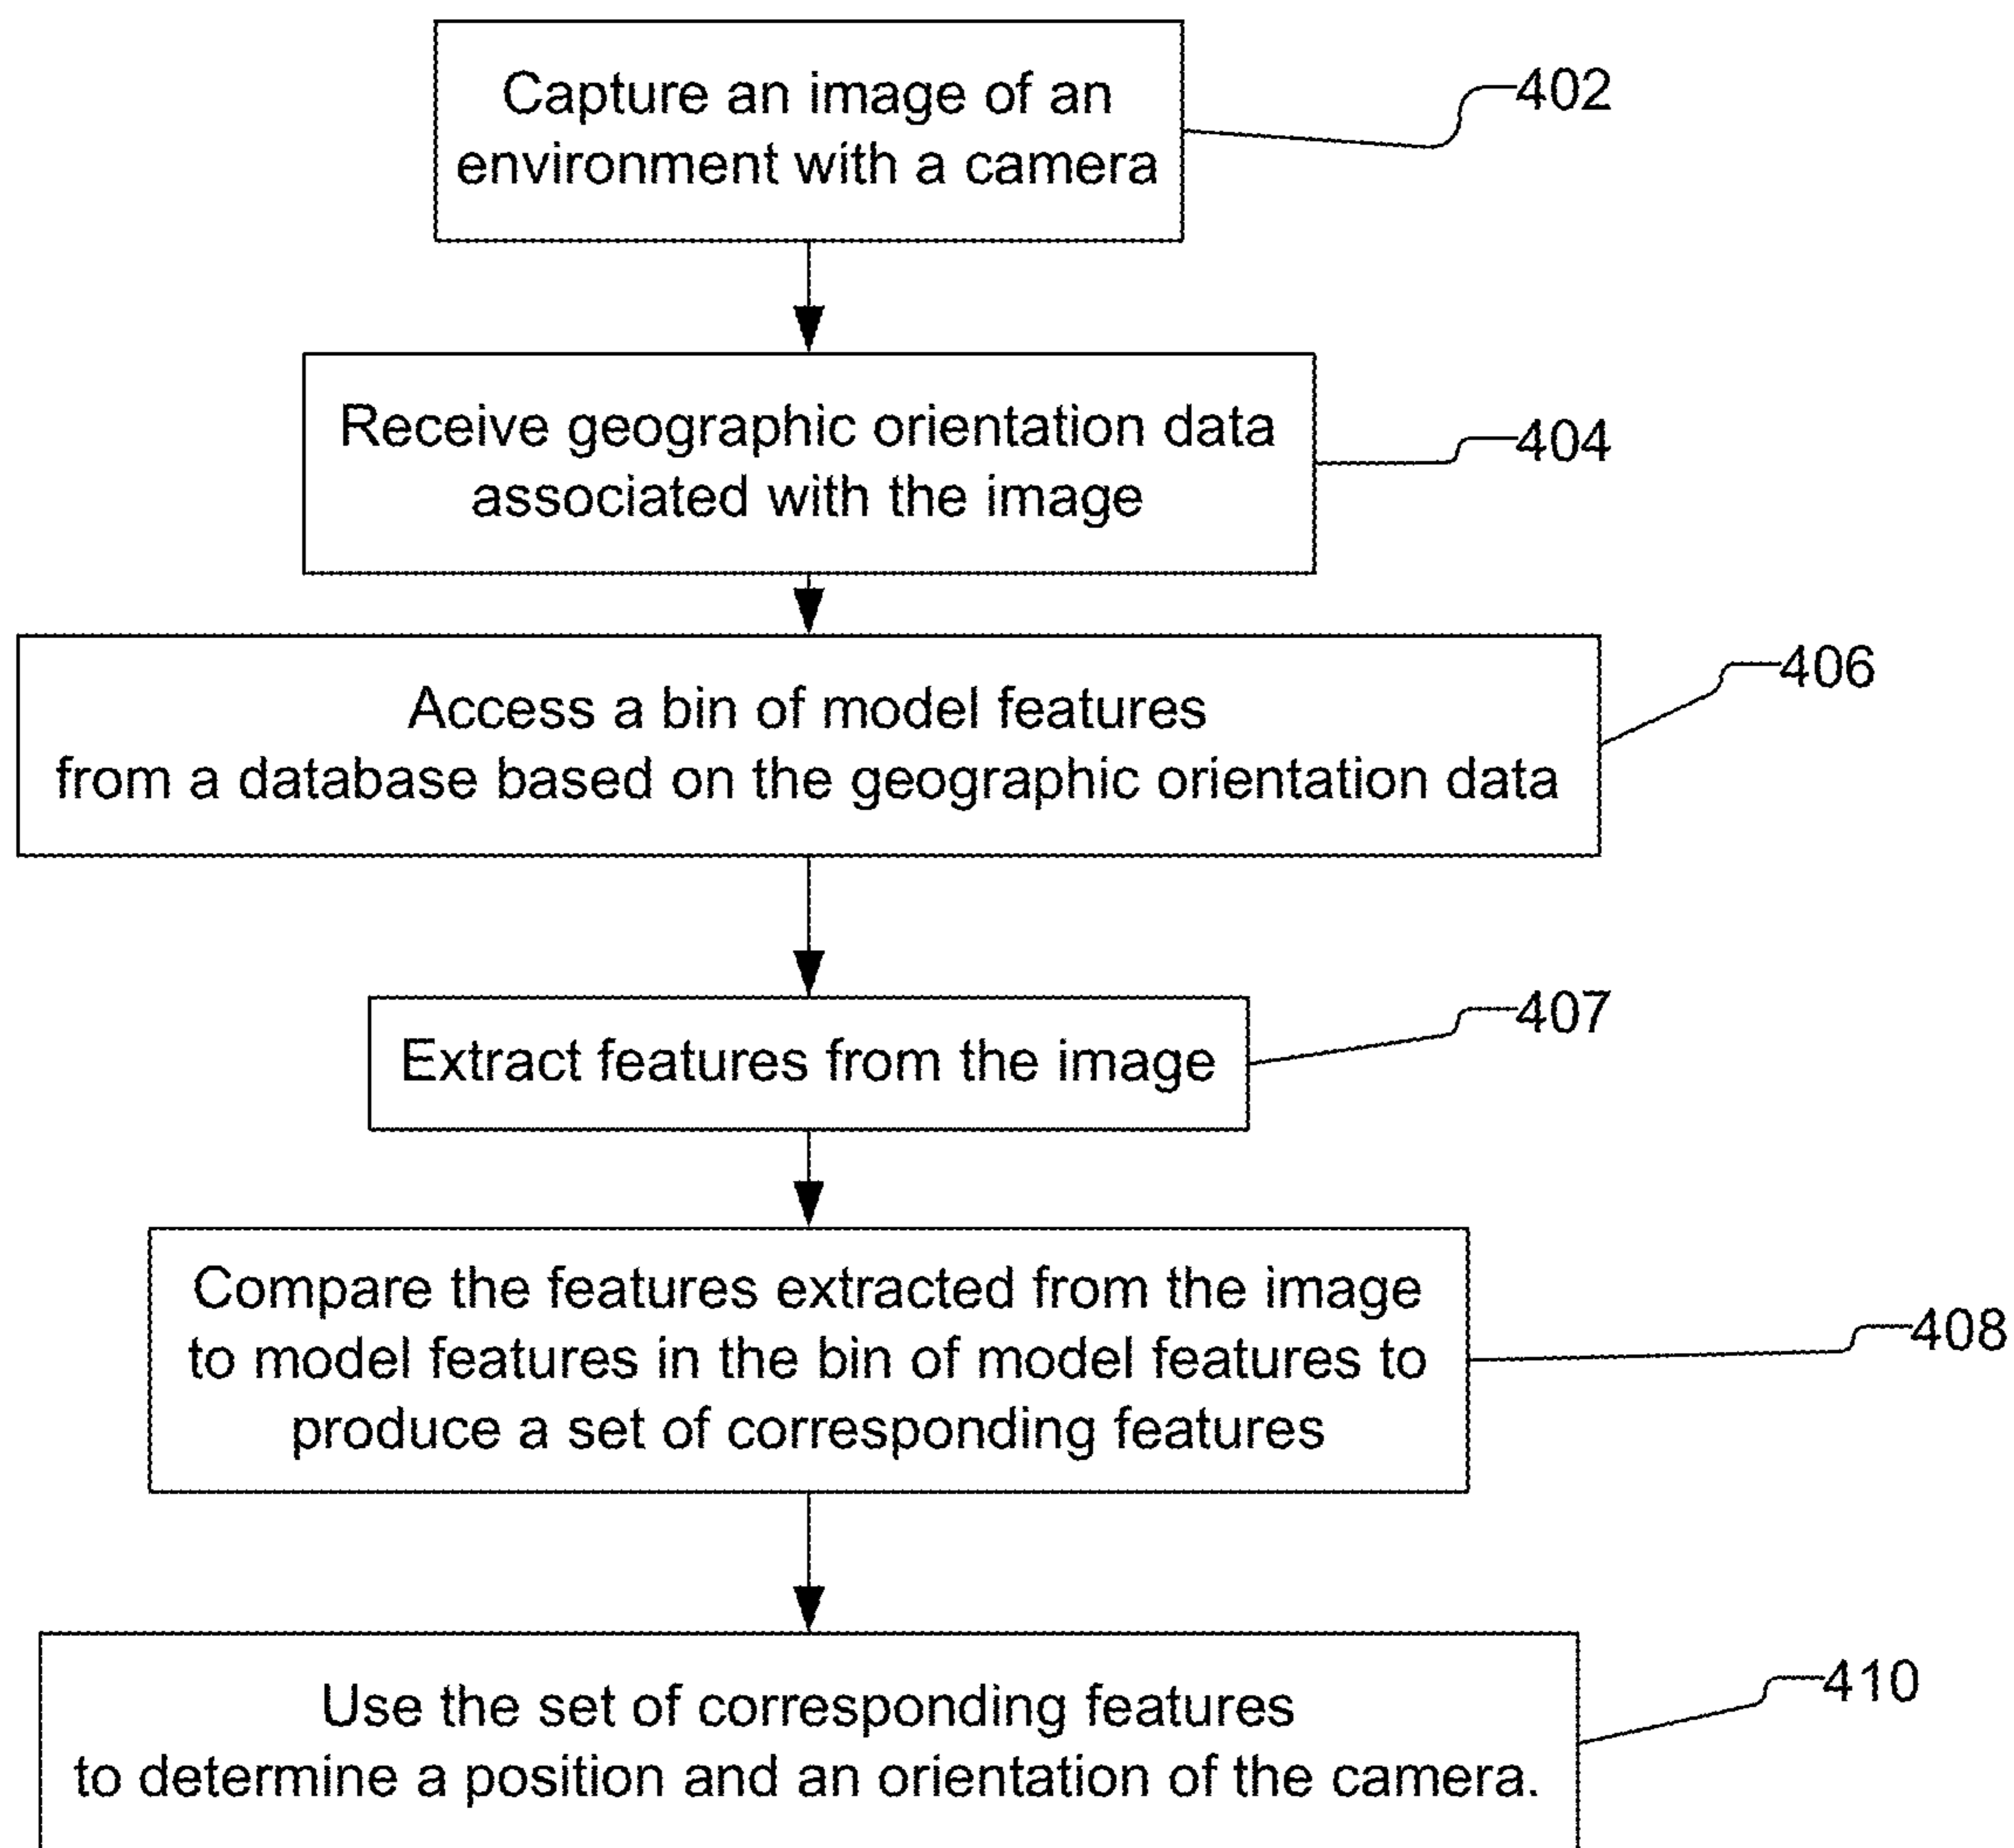 Capture an image of an
environment with a camera
402
Receive geographic orientation data
associated with the image
404
Access a bin of model features
from a database based on the geographic orientation data
406
Extract features from the image
407
Compare the features extracted from the image
to model features in the bin of model features to
produce a set of corresponding features
408
Use the set of corresponding features
to determine a position and an orientation of the camera.
410